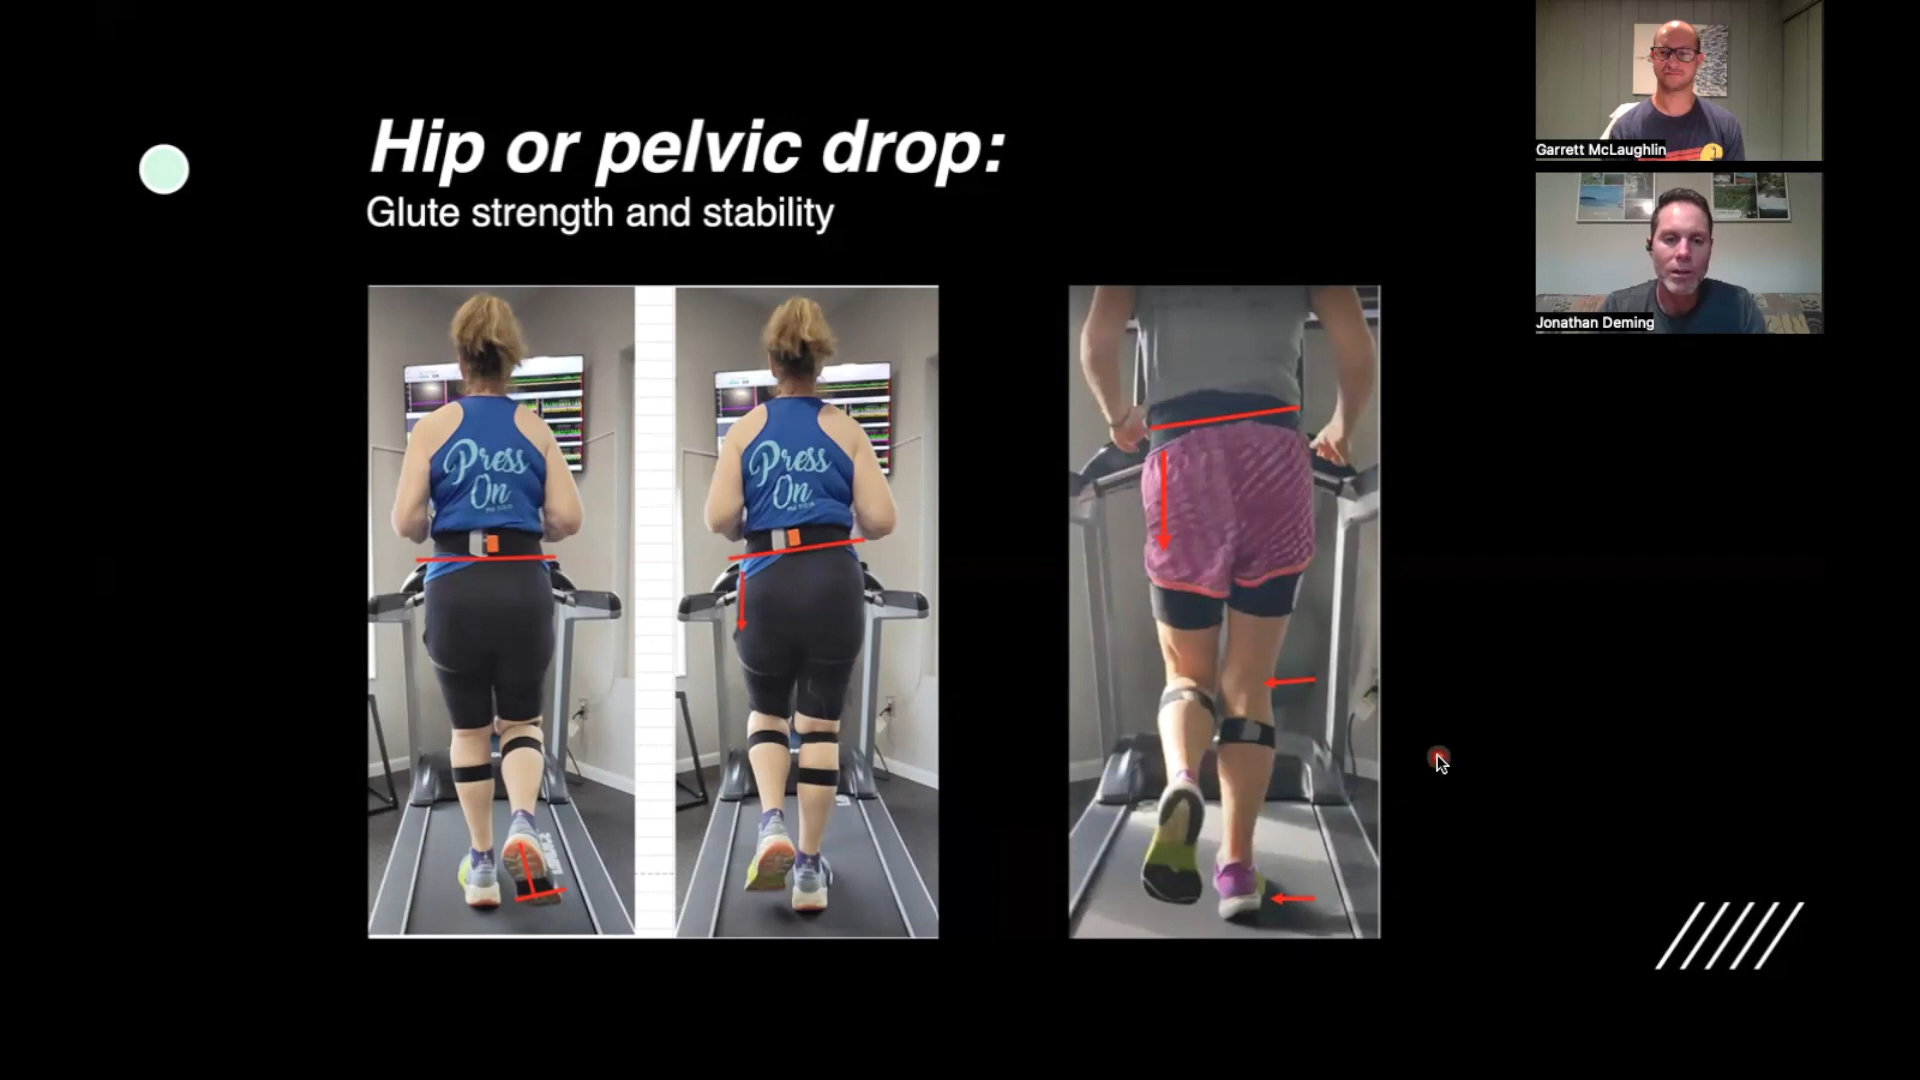 Hip or pelvic drop:
Glute strength and stability
Press
On
Press
On
Garrett McLaughlin
Jonathan Deming